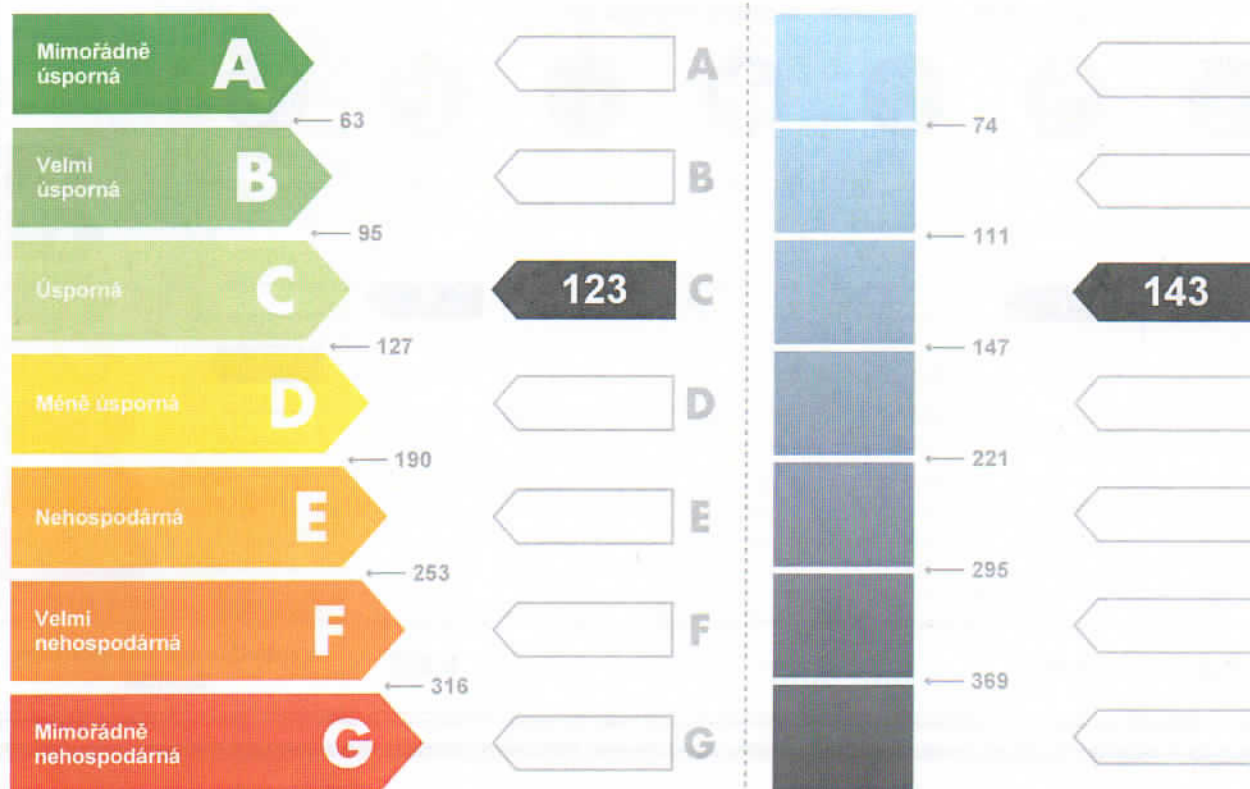 Mimořádně
úsporná
A
A
63
74
Velmi
úsporná
B
B
95
111
Úsporná
C
123
C
143
127
147
Méně úsporná
D
D
190
221
Nehospodárná
E
E
253
295
Velmi
nehospodárná
F
F
316
369
Mimořádně
nehospodárná
G
G